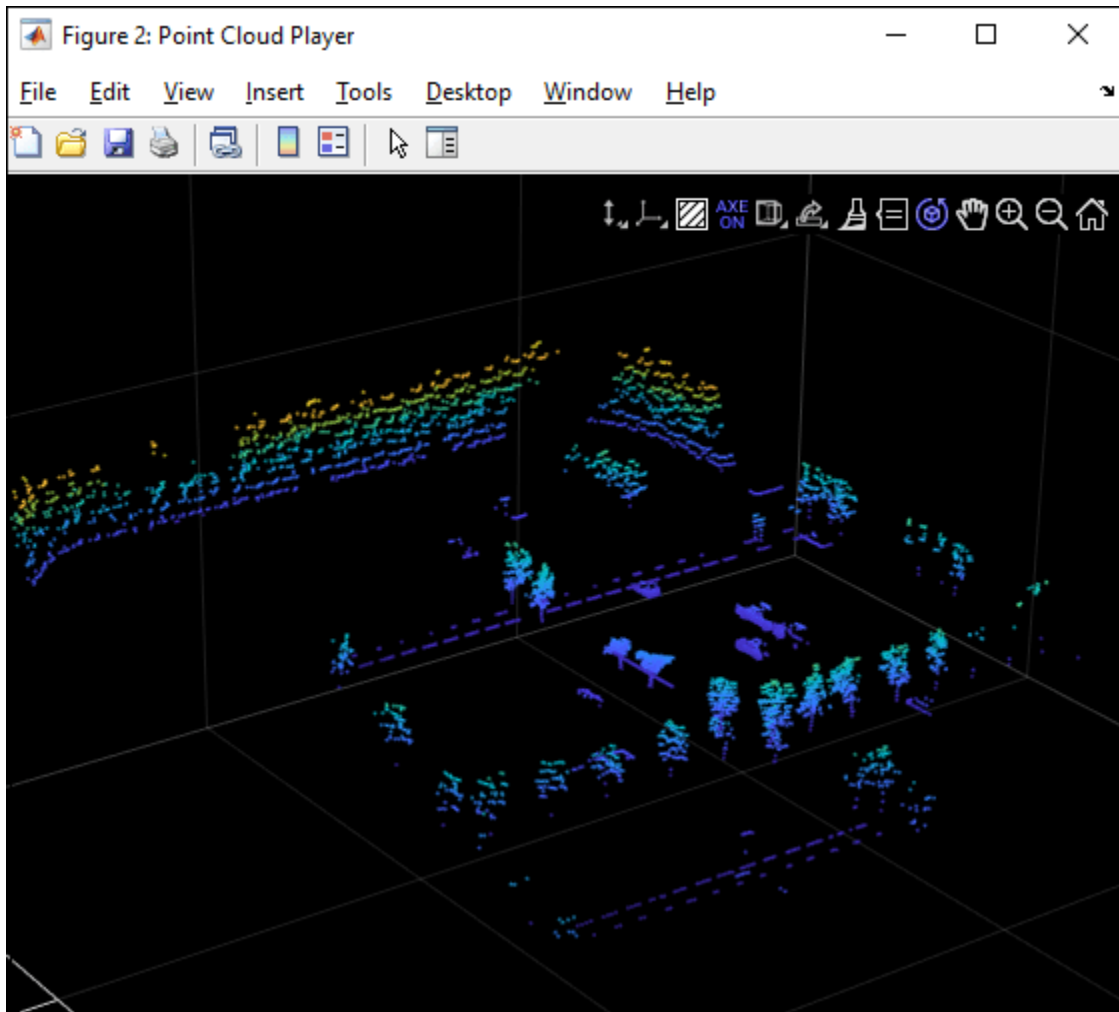 Figure 2: Point Cloud Player
File Edit View Insert Tools Desktop Window Help
AXE
ON